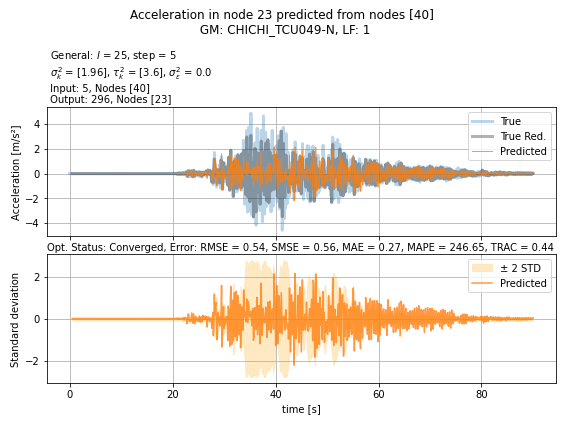 Acceleration in node 23 predicted from nodes [40]
GM: CHICHI_TCU049-N, LF: 1
General: l = 25, step = 5
σ²ₖ = [1.96], τ²ₖ = [3.6], σ²ε = 0.0
Input: 5, Nodes [40]
Output: 296, Nodes [23]
Acceleration [m/s²]
4
2
0
−2
−4
True
True Red.
Predicted
Opt. Status: Converged, Error: RMSE = 0.54, SMSE = 0.56, MAE = 0.27, MAPE = 246.65, TRAC = 0.44
Standard deviation
2
0
−2
± 2 STD
Predicted
0
20
40
60
80
time [s]